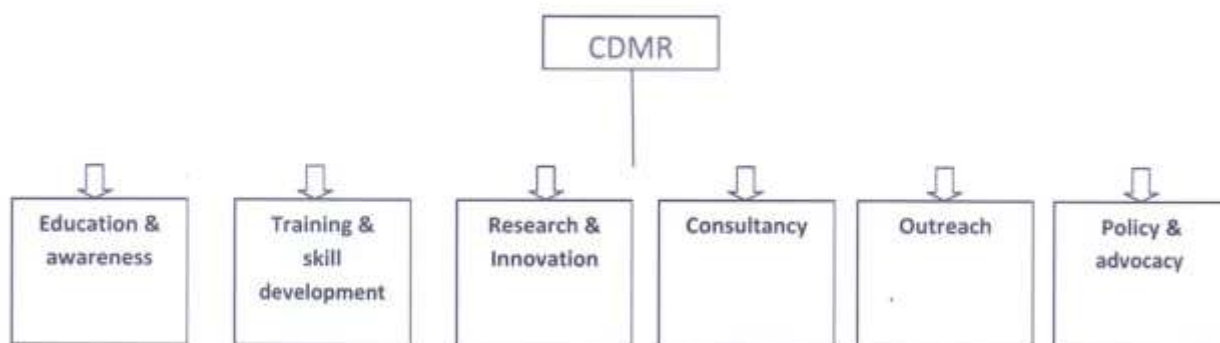 CDMR
Education &
awareness
Training &
skill
development
Research &
Innovation
Consultancy
Outreach
Policy &
advocacy